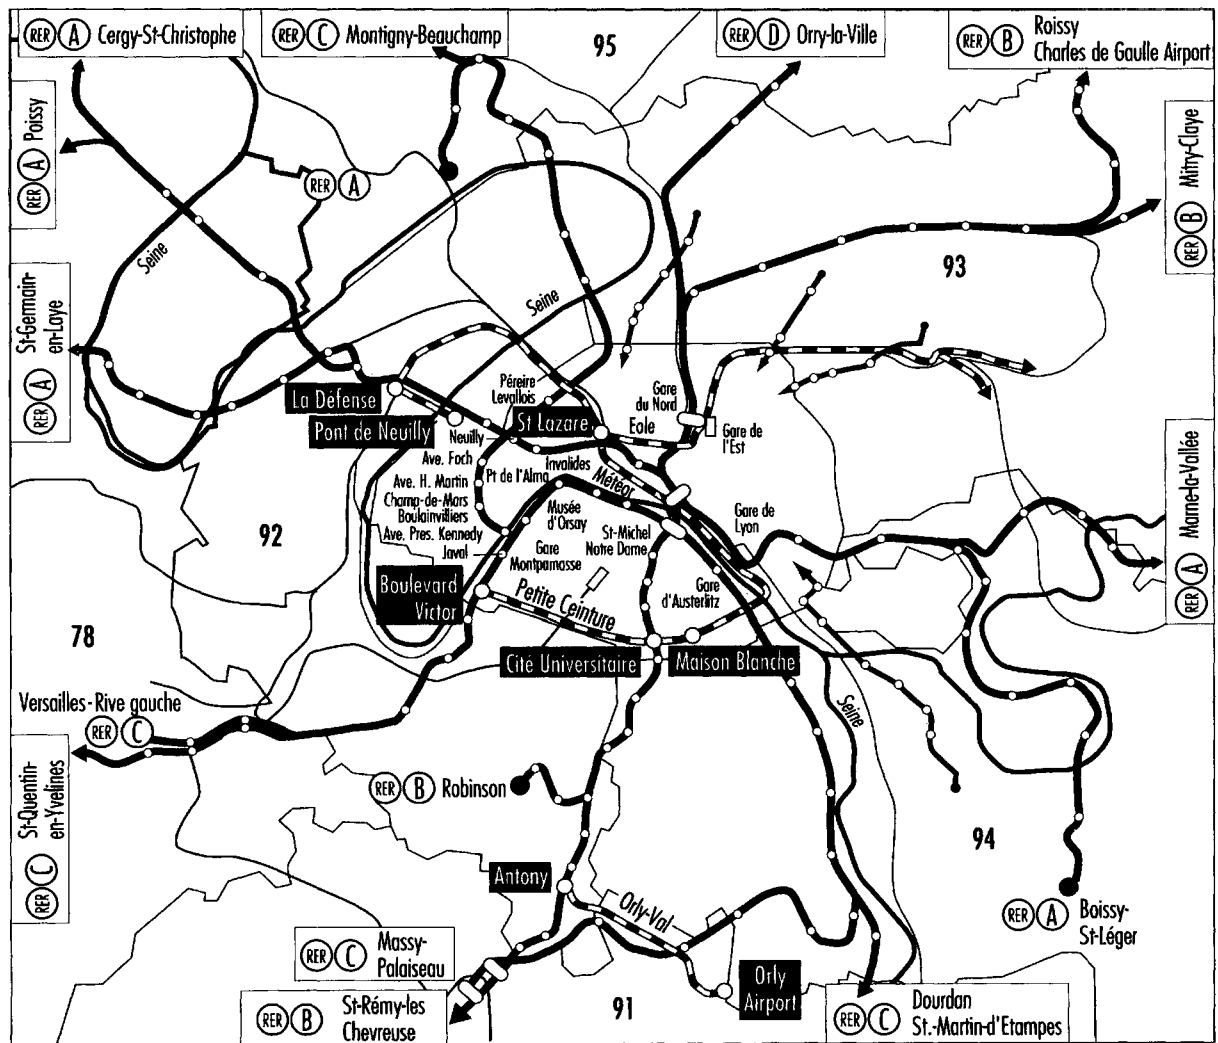 RER A Cergy-St-Christophe
RER C Montigny-Beauchamp
95
RER D Orry-la-Ville
RER B Roissy
Charles de Gaulle Airport
RER A Poissy
RER A
RER B Mitry-Claye
Seine
Seine
93
St-Germain-
en-Laye
RER A
La Défense
Pont de Neuilly
Péreire
Levallois
St Lazare
Gare
du Nord
Eole
Gare de
l'Est
Neuilly
Ave. Foch
Invalides
Pt de l'Alma
Météor
Ave. H. Martin
Champ-de-Mars
Boulainvilliers
Ave. Pres. Kennedy
Javal
Musée
d'Orsay
St-Michel
Notre Dame
Gare de
Lyon
Marne-la-Vallée
RER A
92
Gare
Montparnasse
Gare
d'Austerlitz
Boulevard
Victor
Petite Ceinture
Cité Universitaire
Maison Blanche
78
Versailles-Rive gauche
RER C
Seine
St-Quentin-
en-Yvelines
RER C
RER B Robinson
94
Antony
Orly-Val
RER A Boissy-
St-Léger
RER C Massy-
Palaiseau
Orly
Airport
RER B St-Rémy-les
Chevreuse
91
RER C Dourdan
St.-Martin-d'Etampes